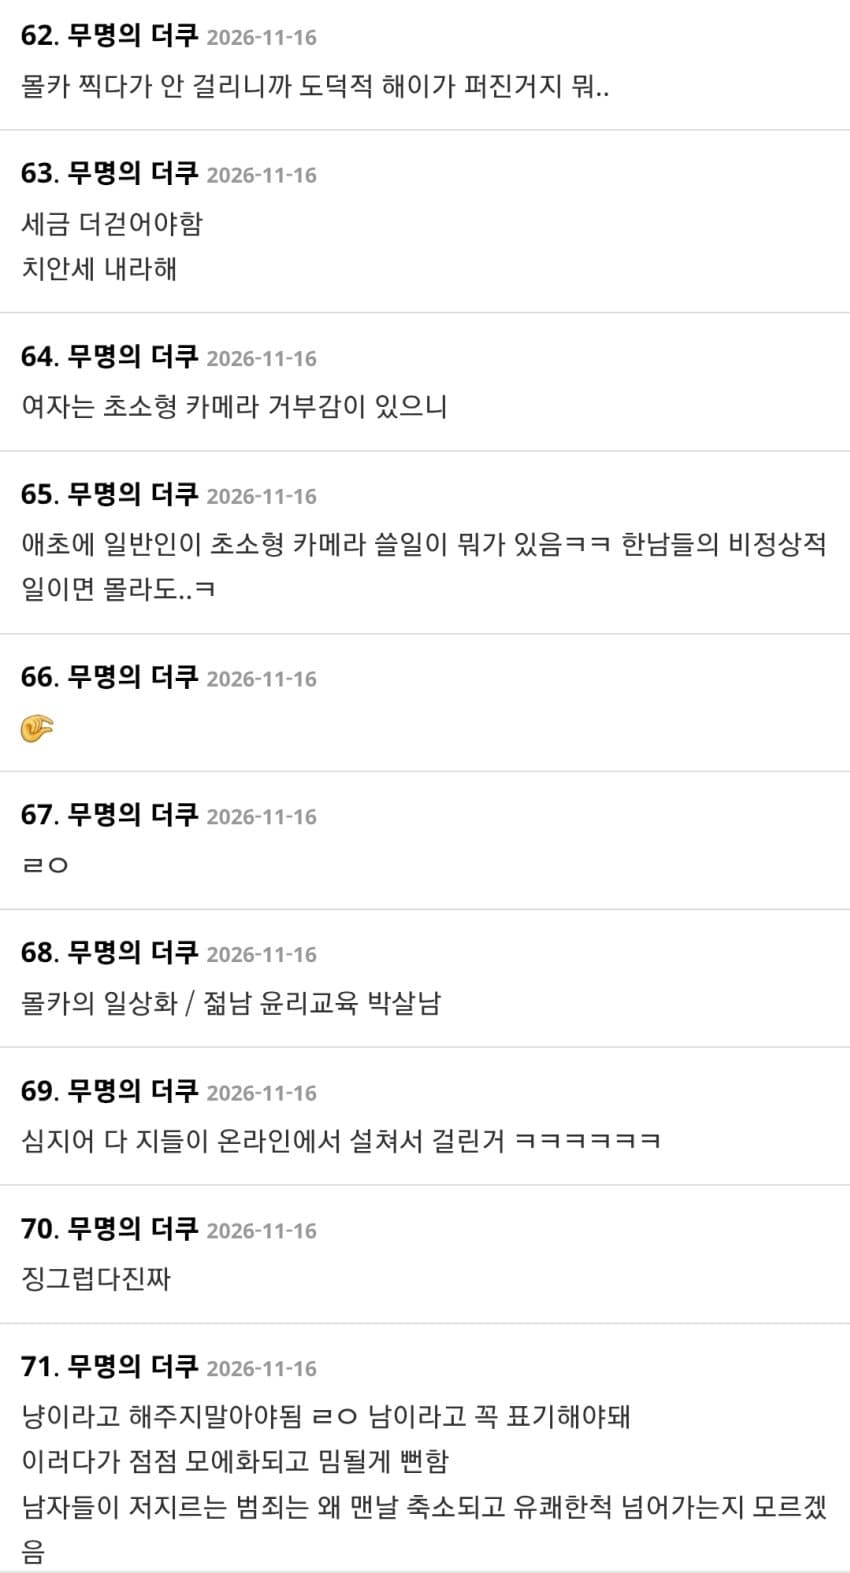 62. 무명의 더쿠 2026-11-16
몰카 찍다가 안 걸리니까 도덕적 해이가 퍼진거지 뭐..
63. 무명의 더쿠 2026-11-16
세금 더걷어야함
치안세 내라해
64. 무명의 더쿠 2026-11-16
여자는 초소형 카메라 거부감이 있으니
65. 무명의 더쿠 2026-11-16
애초에 일반인이 초소형 카메라 쓸일이 뭐가 있음ㅋㅋ 한남들의 비정상적
일이면 몰라도..ㅋ
66. 무명의 더쿠 2026-11-16
🤏
67. 무명의 더쿠 2026-11-16
ㄹㅇ
68. 무명의 더쿠 2026-11-16
몰카의 일상화 / 젊남 윤리교육 박살남
69. 무명의 더쿠 2026-11-16
심지어 다 지들이 온라인에서 설쳐서 걸린거 ㅋㅋㅋㅋㅋㅋ
70. 무명의 더쿠 2026-11-16
징그럽다진짜
71. 무명의 더쿠 2026-11-16
냥이라고 해주지말아야됨 ㄹㅇ 남이라고 꼭 표기해야돼
이러다가 점점 모에화되고 밈될게 뻔함
남자들이 저지르는 범죄는 왜 맨날 축소되고 유쾌한척 넘어가는지 모르겠
음